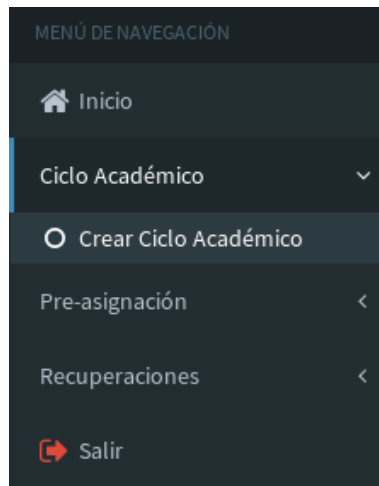 MENÚ DE NAVEGACIÓN
Inicio
Ciclo Académico
Crear Ciclo Académico
Pre-asignación
Recuperaciones
Salir